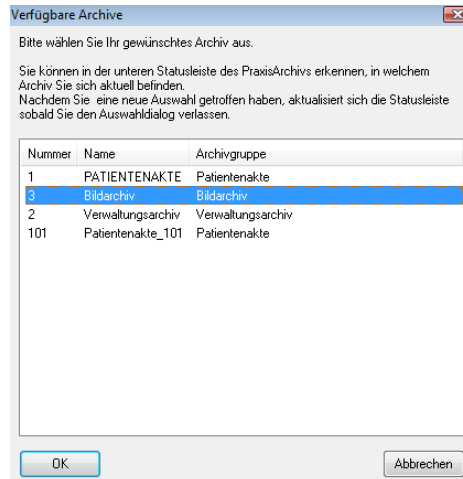 Verfügbare Archive
Bitte wählen Sie Ihr gewünschtes Archiv aus.
Sie können in der unteren Statusleiste des PraxisArchivs erkennen, in welchem
Archiv Sie sich aktuell befinden.
Nachdem Sie eine neue Auswahl getroffen haben, aktualisiert sich die Statusleiste
sobald Sie den Auswahldialog verlassen.
Nummer Name Archivgruppe
1 PATIENTENAKTE Patientenakte
3 Bildarchiv Bildarchiv
2 Verwaltungsarchiv Verwaltungsarchiv
101 Patientenakte_101 Patientenakte
OK Abbrechen